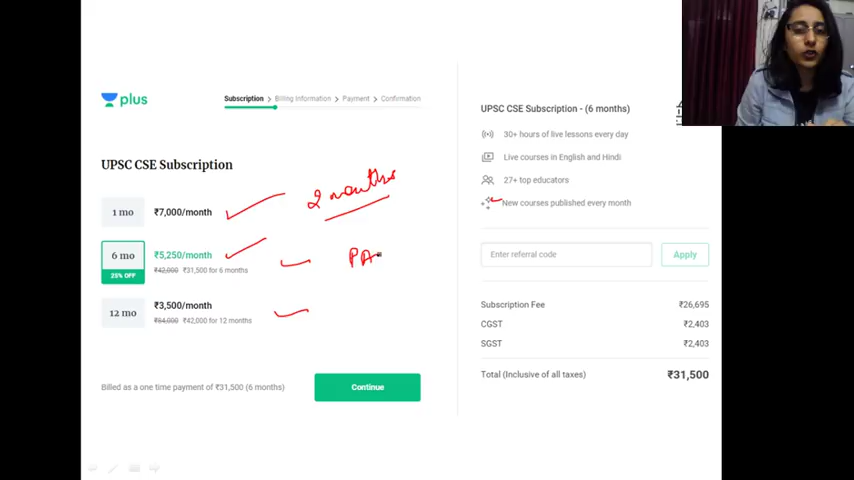 plus
Subscription > Billing Information > Payment > Confirmation
UPSC CSE Subscription
1 mo ₹7,000/month
6 mo ₹5,250/month
25% OFF ₹42,000 ₹31,500 for 6 months
12 mo ₹3,500/month
₹84,000 ₹42,000 for 12 months
2 months
PA
Billed as a one time payment of ₹31,500 (6 months)
Continue
UPSC CSE Subscription - (6 months)
30+ hours of live lessons every day
Live courses in English and Hindi
27+ top educators
New courses published every month
Enter referral code Apply
Subscription Fee ₹26,695
CGST ₹2,403
SGST ₹2,403
Total (Inclusive of all taxes) ₹31,500